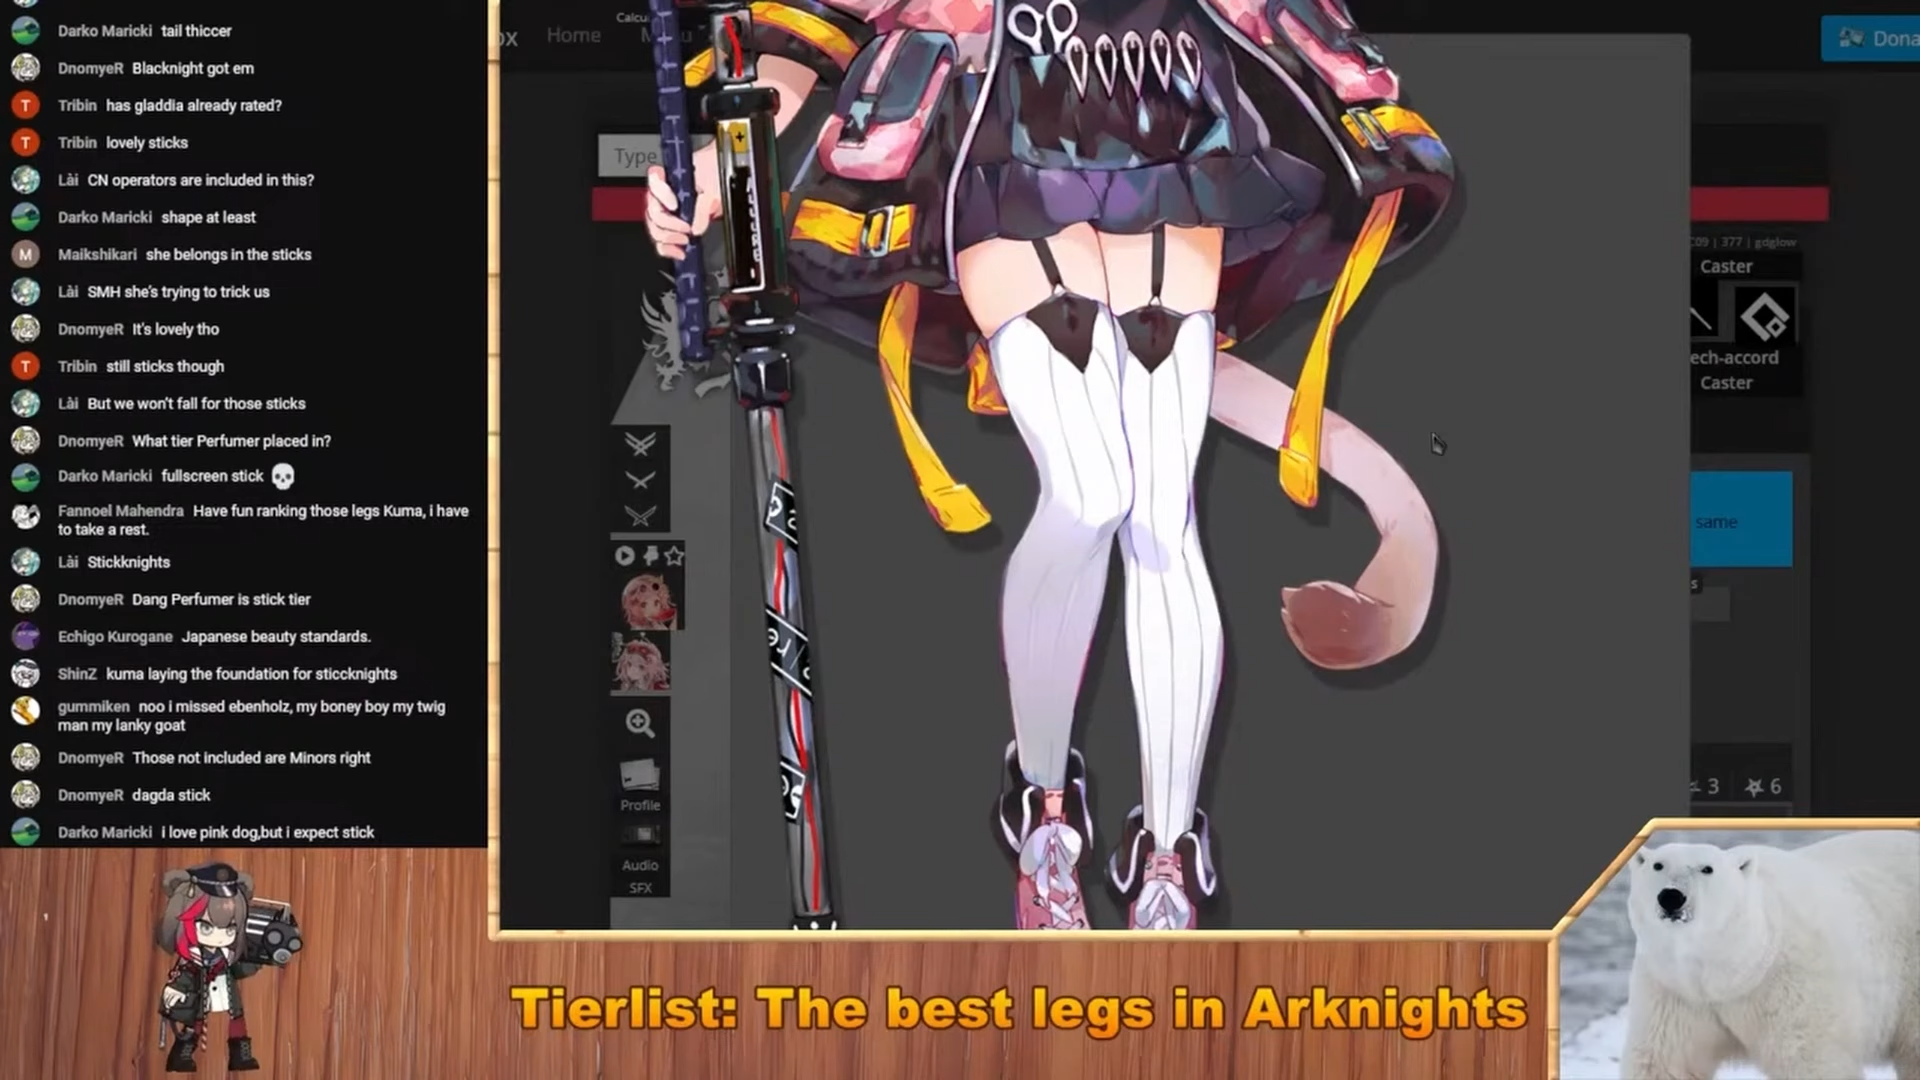 Darko Maricki tail thiccer
DnomyeR Blacknight got em
T Tribin has gladdia already rated?
T Tribin lovely sticks
Lài CN operators are included in this?
Darko Maricki shape at least
M Maikshikari she belongs in the sticks
Lài SMH she's trying to trick us
DnomyeR It's lovely tho
T Tribin still sticks though
Lài But we won't fall for those sticks
DnomyeR What tier Perfumer placed in?
Darko Maricki fullscreen stick
Fannoel Mahendra Have fun ranking those legs Kuma, i have
to take a rest.
Lài Stickknights
DnomyeR Dang Perfumer is stick tier
Echigo Kurogane Japanese beauty standards.
ShinZ kuma laying the foundation for sticcknights
gummiken noo i missed ebenholz, my boney boy my twig
man my lanky goat
DnomyeR Those not included are Minors right
DnomyeR dagda stick
Darko Maricki i love pink dog,but i expect stick
Home
Type
Profile
Audio
SFX
Dona
377 | gdglow
Caster
ech-accord
Caster
same
3
6
Tierlist: The best legs in Arknights